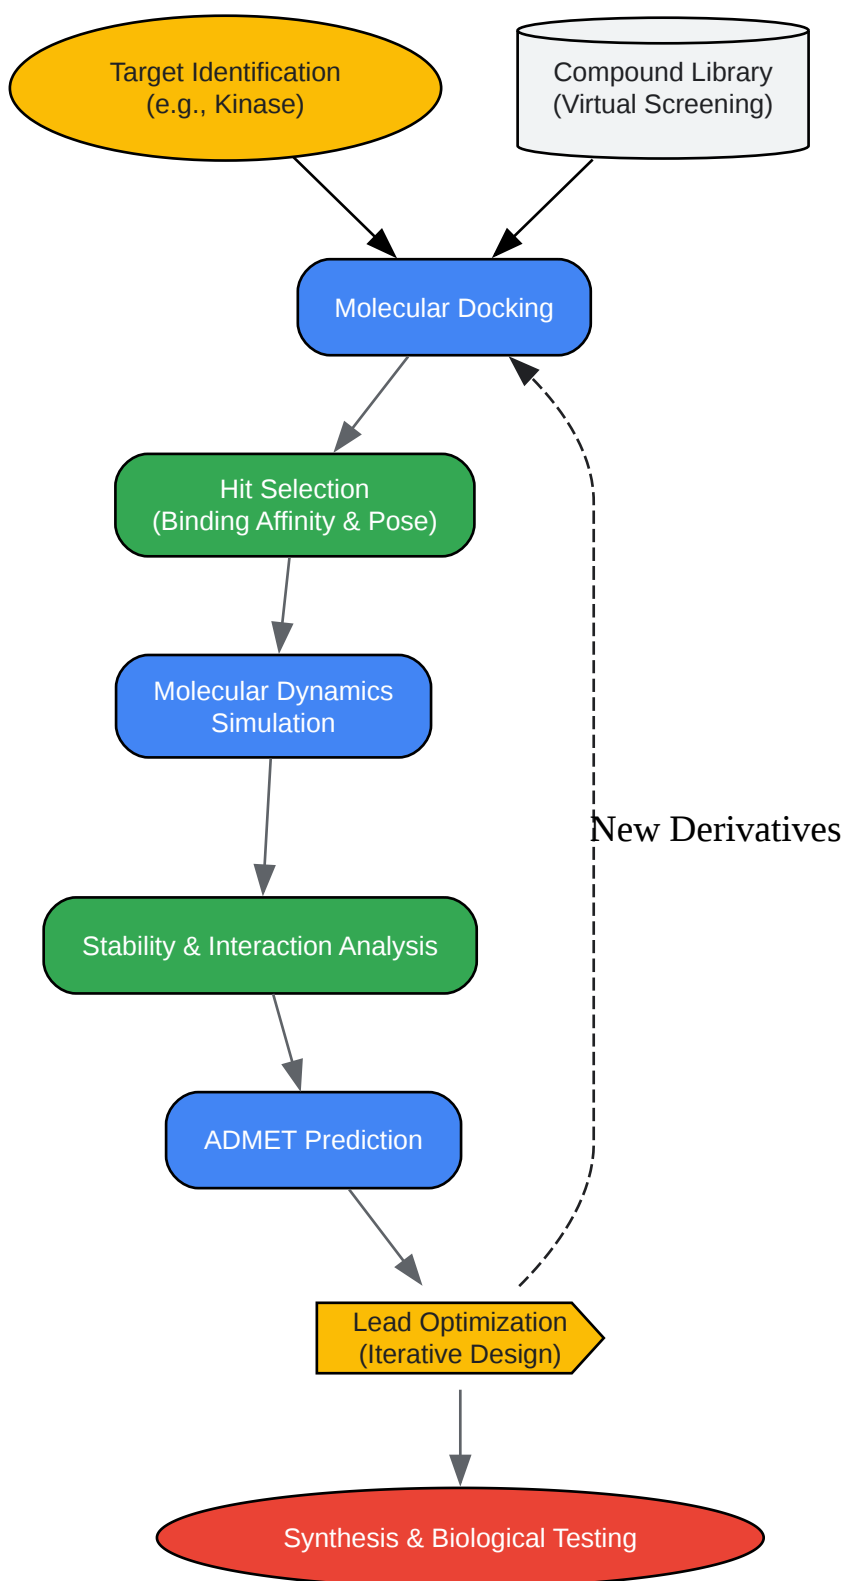 Target Identification
(e.g., Kinase)
Compound Library
(Virtual Screening)
Molecular Docking
Hit Selection
(Binding Affinity & Pose)
Molecular Dynamics
Simulation
New Derivatives
Stability & Interaction Analysis
ADMET Prediction
Lead Optimization
(Iterative Design)
Synthesis & Biological Testing